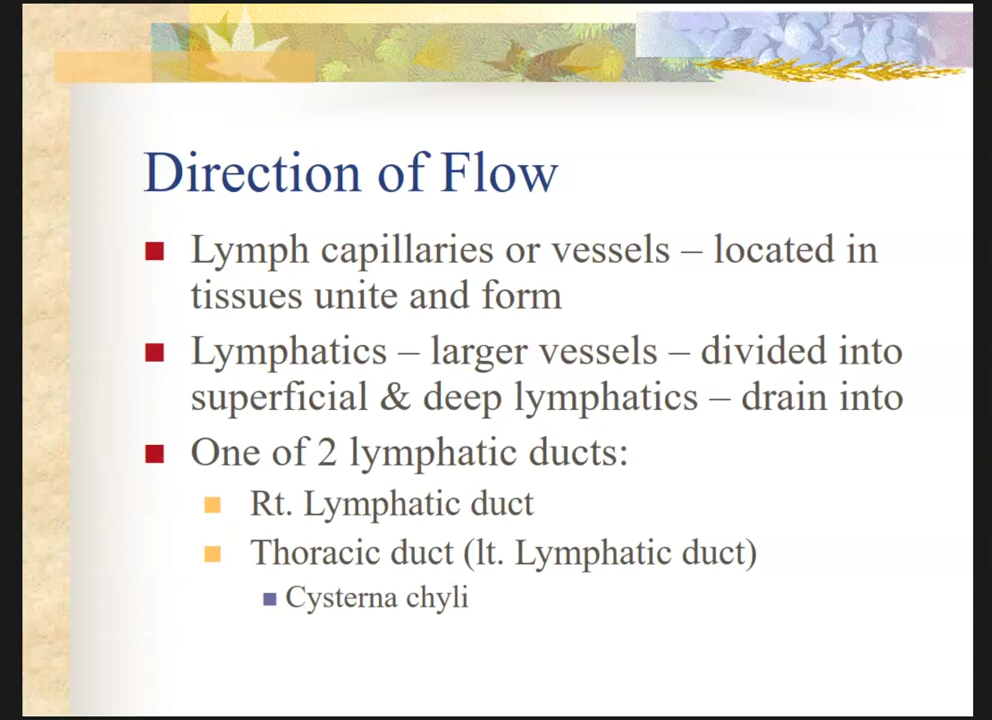 Direction of Flow
Lymph capillaries or vessels – located in
tissues unite and form
Lymphatics – larger vessels – divided into
superficial & deep lymphatics – drain into
One of 2 lymphatic ducts:
Rt. Lymphatic duct
Thoracic duct (lt. Lymphatic duct)
Cysterna chyli